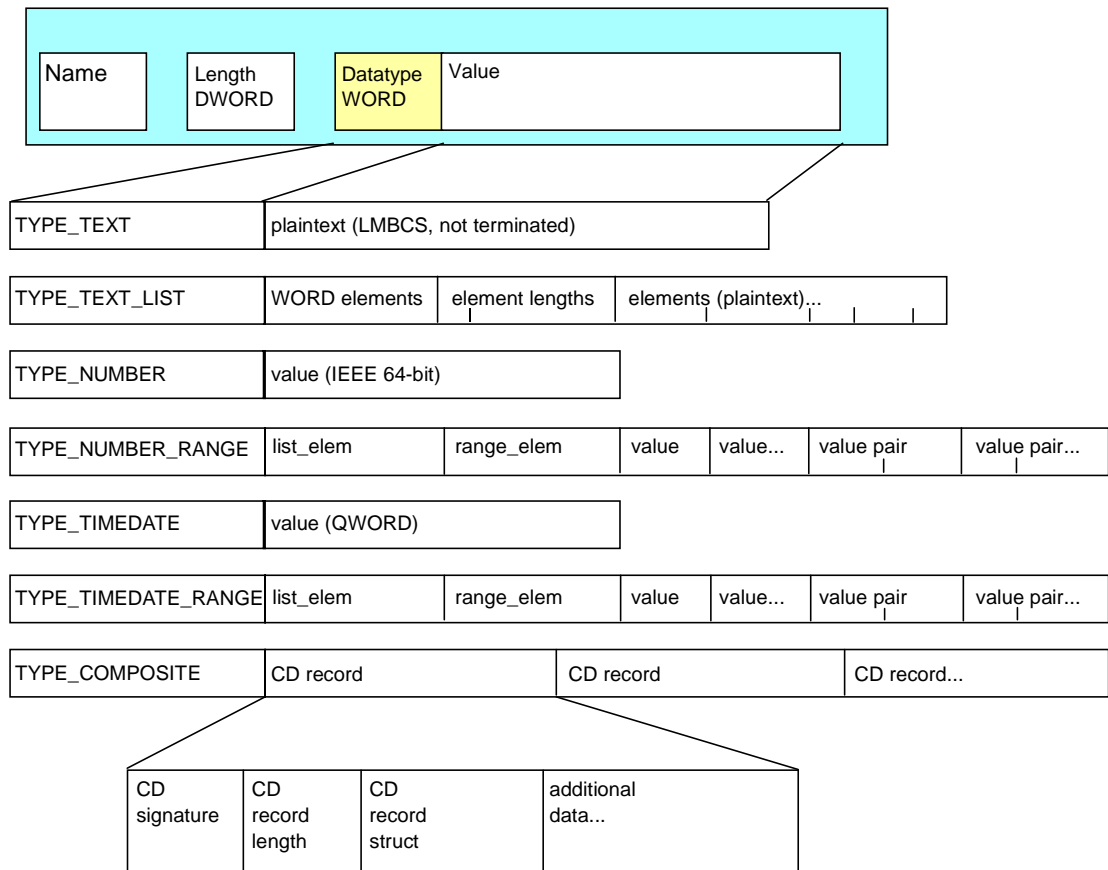 Name
Length
DWORD
Datatype
WORD
Value
TYPE_TEXT
plaintext (LMBCS, not terminated)
TYPE_TEXT_LIST
WORD elements
element lengths
elements (plaintext)...
TYPE_NUMBER
value (IEEE 64-bit)
TYPE_NUMBER_RANGE
list_elem
range_elem
value
value...
value pair
value pair...
TYPE_TIMEDATE
value (QWORD)
TYPE_TIMEDATE_RANGE
list_elem
range_elem
value
value...
value pair
value pair...
TYPE_COMPOSITE
CD record
CD record
CD record...
CD
signature
CD
record
length
CD
record
struct
additional
data...